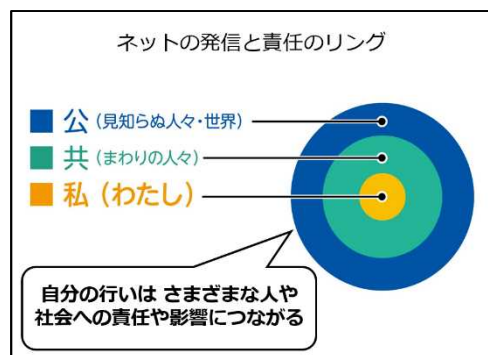 ネットの発信と責任のリング
公（見知らぬ人々・世界）
共（まわりの人々）
私（わたし）
自分の行いは さまざまな人や
社会への責任や影響につながる